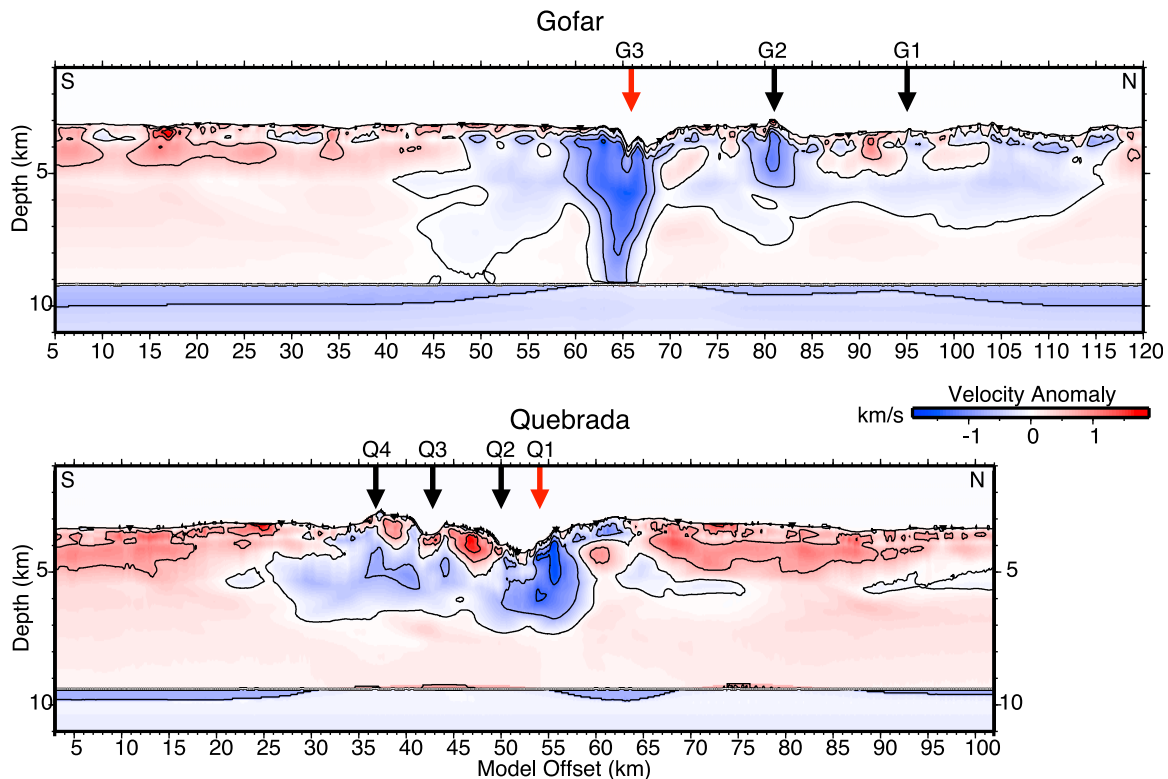 Gofar
G3 G2 G1
S N
Depth (km)
5
10
5 10 15 20 25 30 35 40 45 50 55 60 65 70 75 80 85 90 95 100 105 110 115 120
Velocity Anomaly
km/s
-1 0 1
Quebrada
Q4 Q3 Q2 Q1
S N
Depth (km)
5 5
10 10
5 10 15 20 25 30 35 40 45 50 55 60 65 70 75 80 85 90 95 100
Model Offset (km)